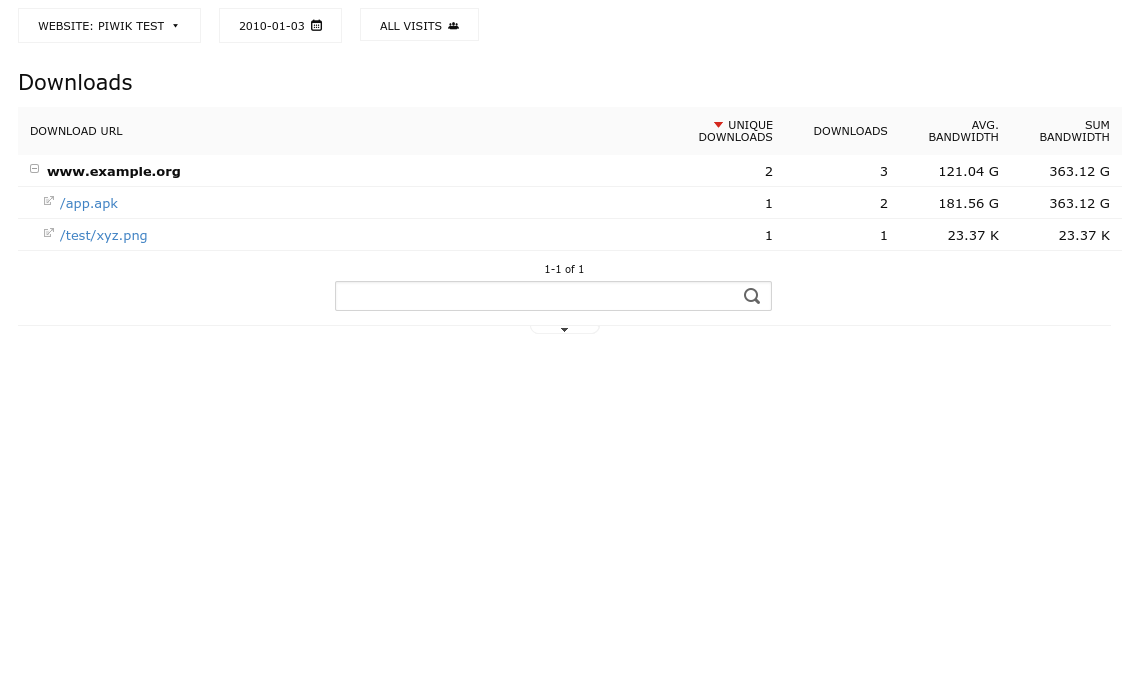 WEBSITE: PIWIK TEST 2010-01-03 ALL VISITS
Downloads
DOWNLOAD URL UNIQUE DOWNLOADS DOWNLOADS AVG. BANDWIDTH SUM BANDWIDTH
www.example.org 2 3 121.04 G 363.12 G
/app.apk 1 2 181.56 G 363.12 G
/test/xyz.png 1 1 23.37 K 23.37 K
1-1 of 1